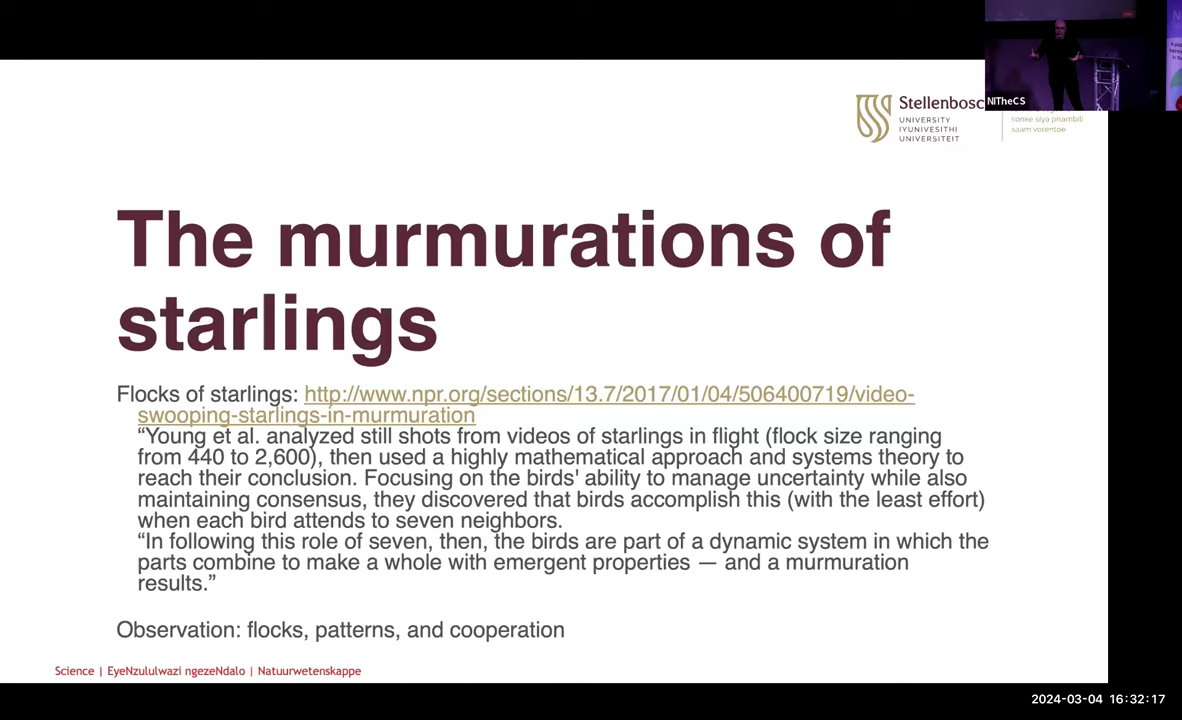 NITheCS
Stellenbosc
UNIVERSITY
IYUNIVESITHI
UNIVERSITEIT
sonke siya phambili
saam vorentoe
The murmurations of
starlings
Flocks of starlings: http://www.npr.org/sections/13.7/2017/01/04/506400719/video-
swooping-starlings-in-murmuration
“Young et al. analyzed still shots from videos of starlings in flight (flock size ranging
from 440 to 2,600), then used a highly mathematical approach and systems theory to
reach their conclusion. Focusing on the birds' ability to manage uncertainty while also
maintaining consensus, they discovered that birds accomplish this (with the least effort)
when each bird attends to seven neighbors.
“In following this role of seven, then, the birds are part of a dynamic system in which the
parts combine to make a whole with emergent properties — and a murmuration
results.”
Observation: flocks, patterns, and cooperation
Science | EyeNzululwazi ngezeNdalo | Natuurwetenskappe
2024-03-04 16:32:17